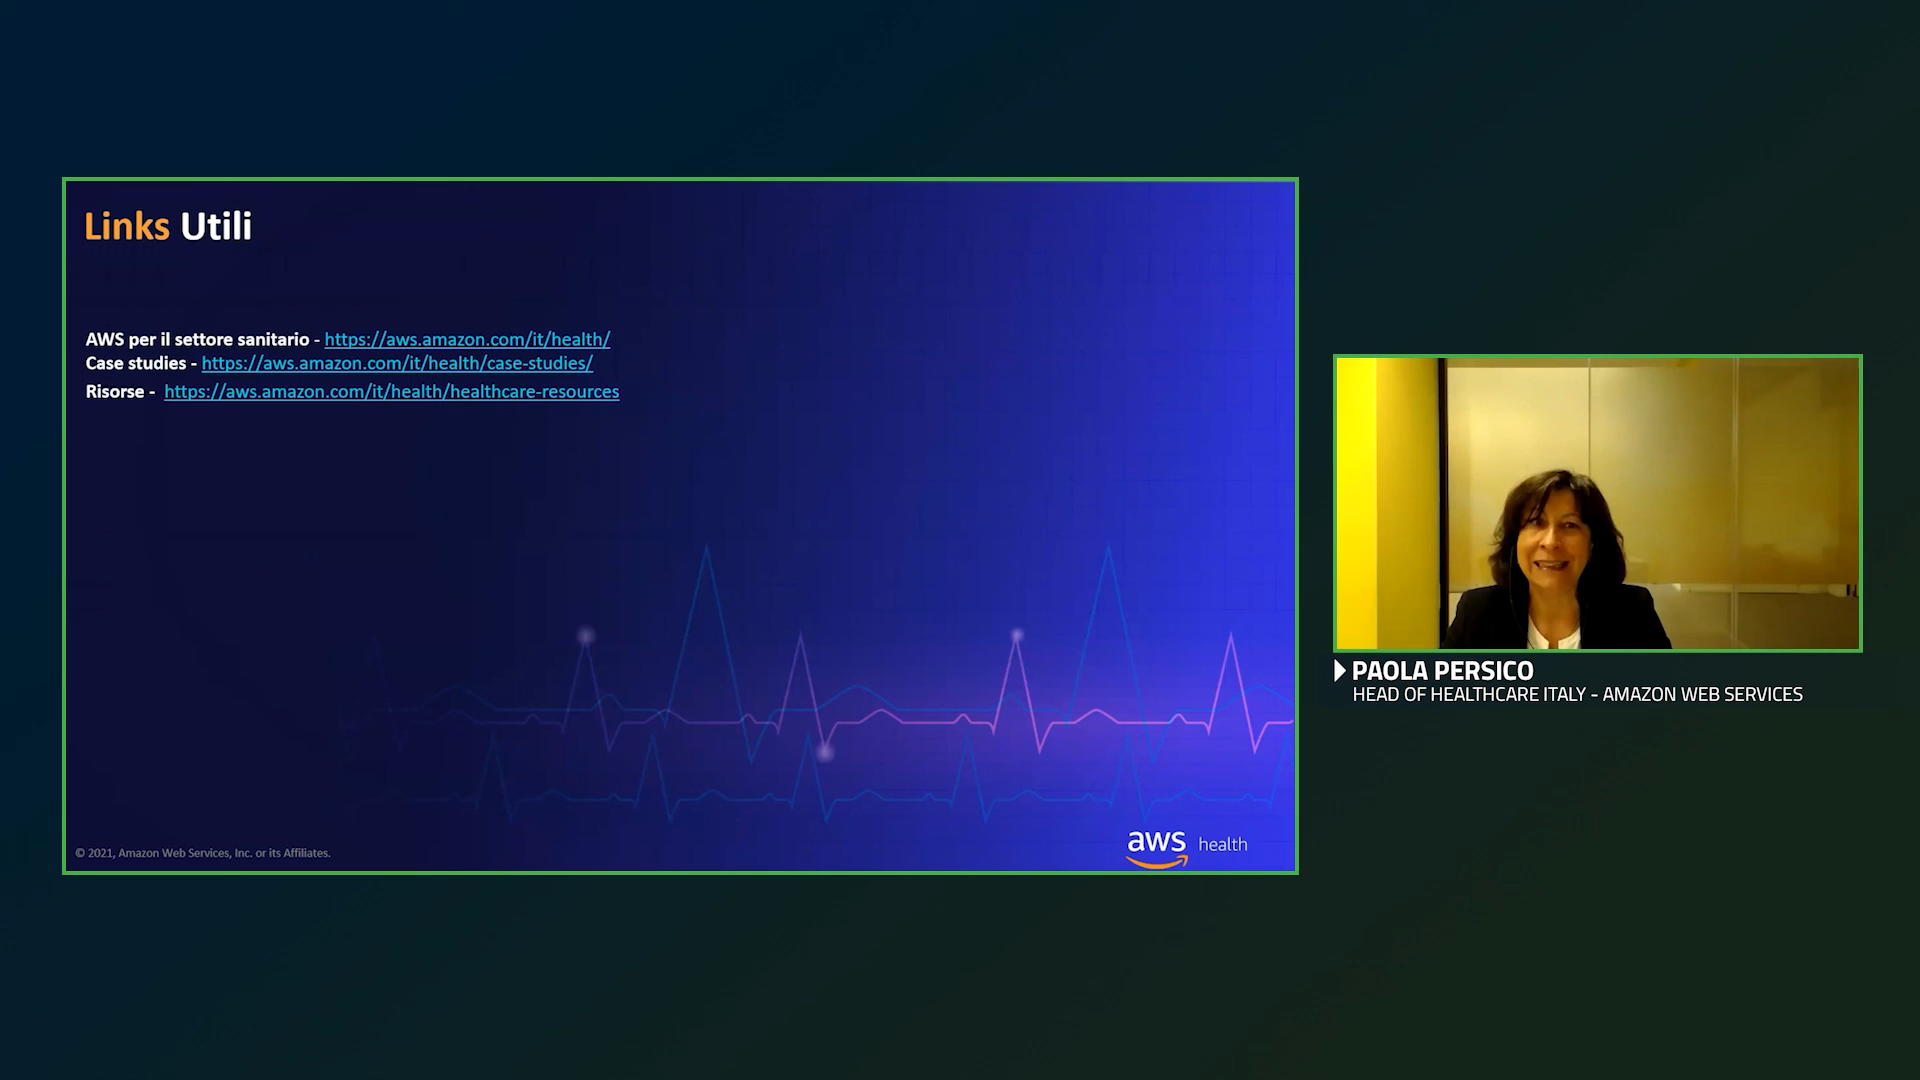 Links Utili
AWS per il settore sanitario - https://aws.amazon.com/it/health/
Case studies - https://aws.amazon.com/it/health/case-studies/
Risorse - https://aws.amazon.com/it/health/healthcare-resources
© 2021, Amazon Web Services, Inc. or its Affiliates.
aws health
PAOLA PERSICO
HEAD OF HEALTHCARE ITALY - AMAZON WEB SERVICES